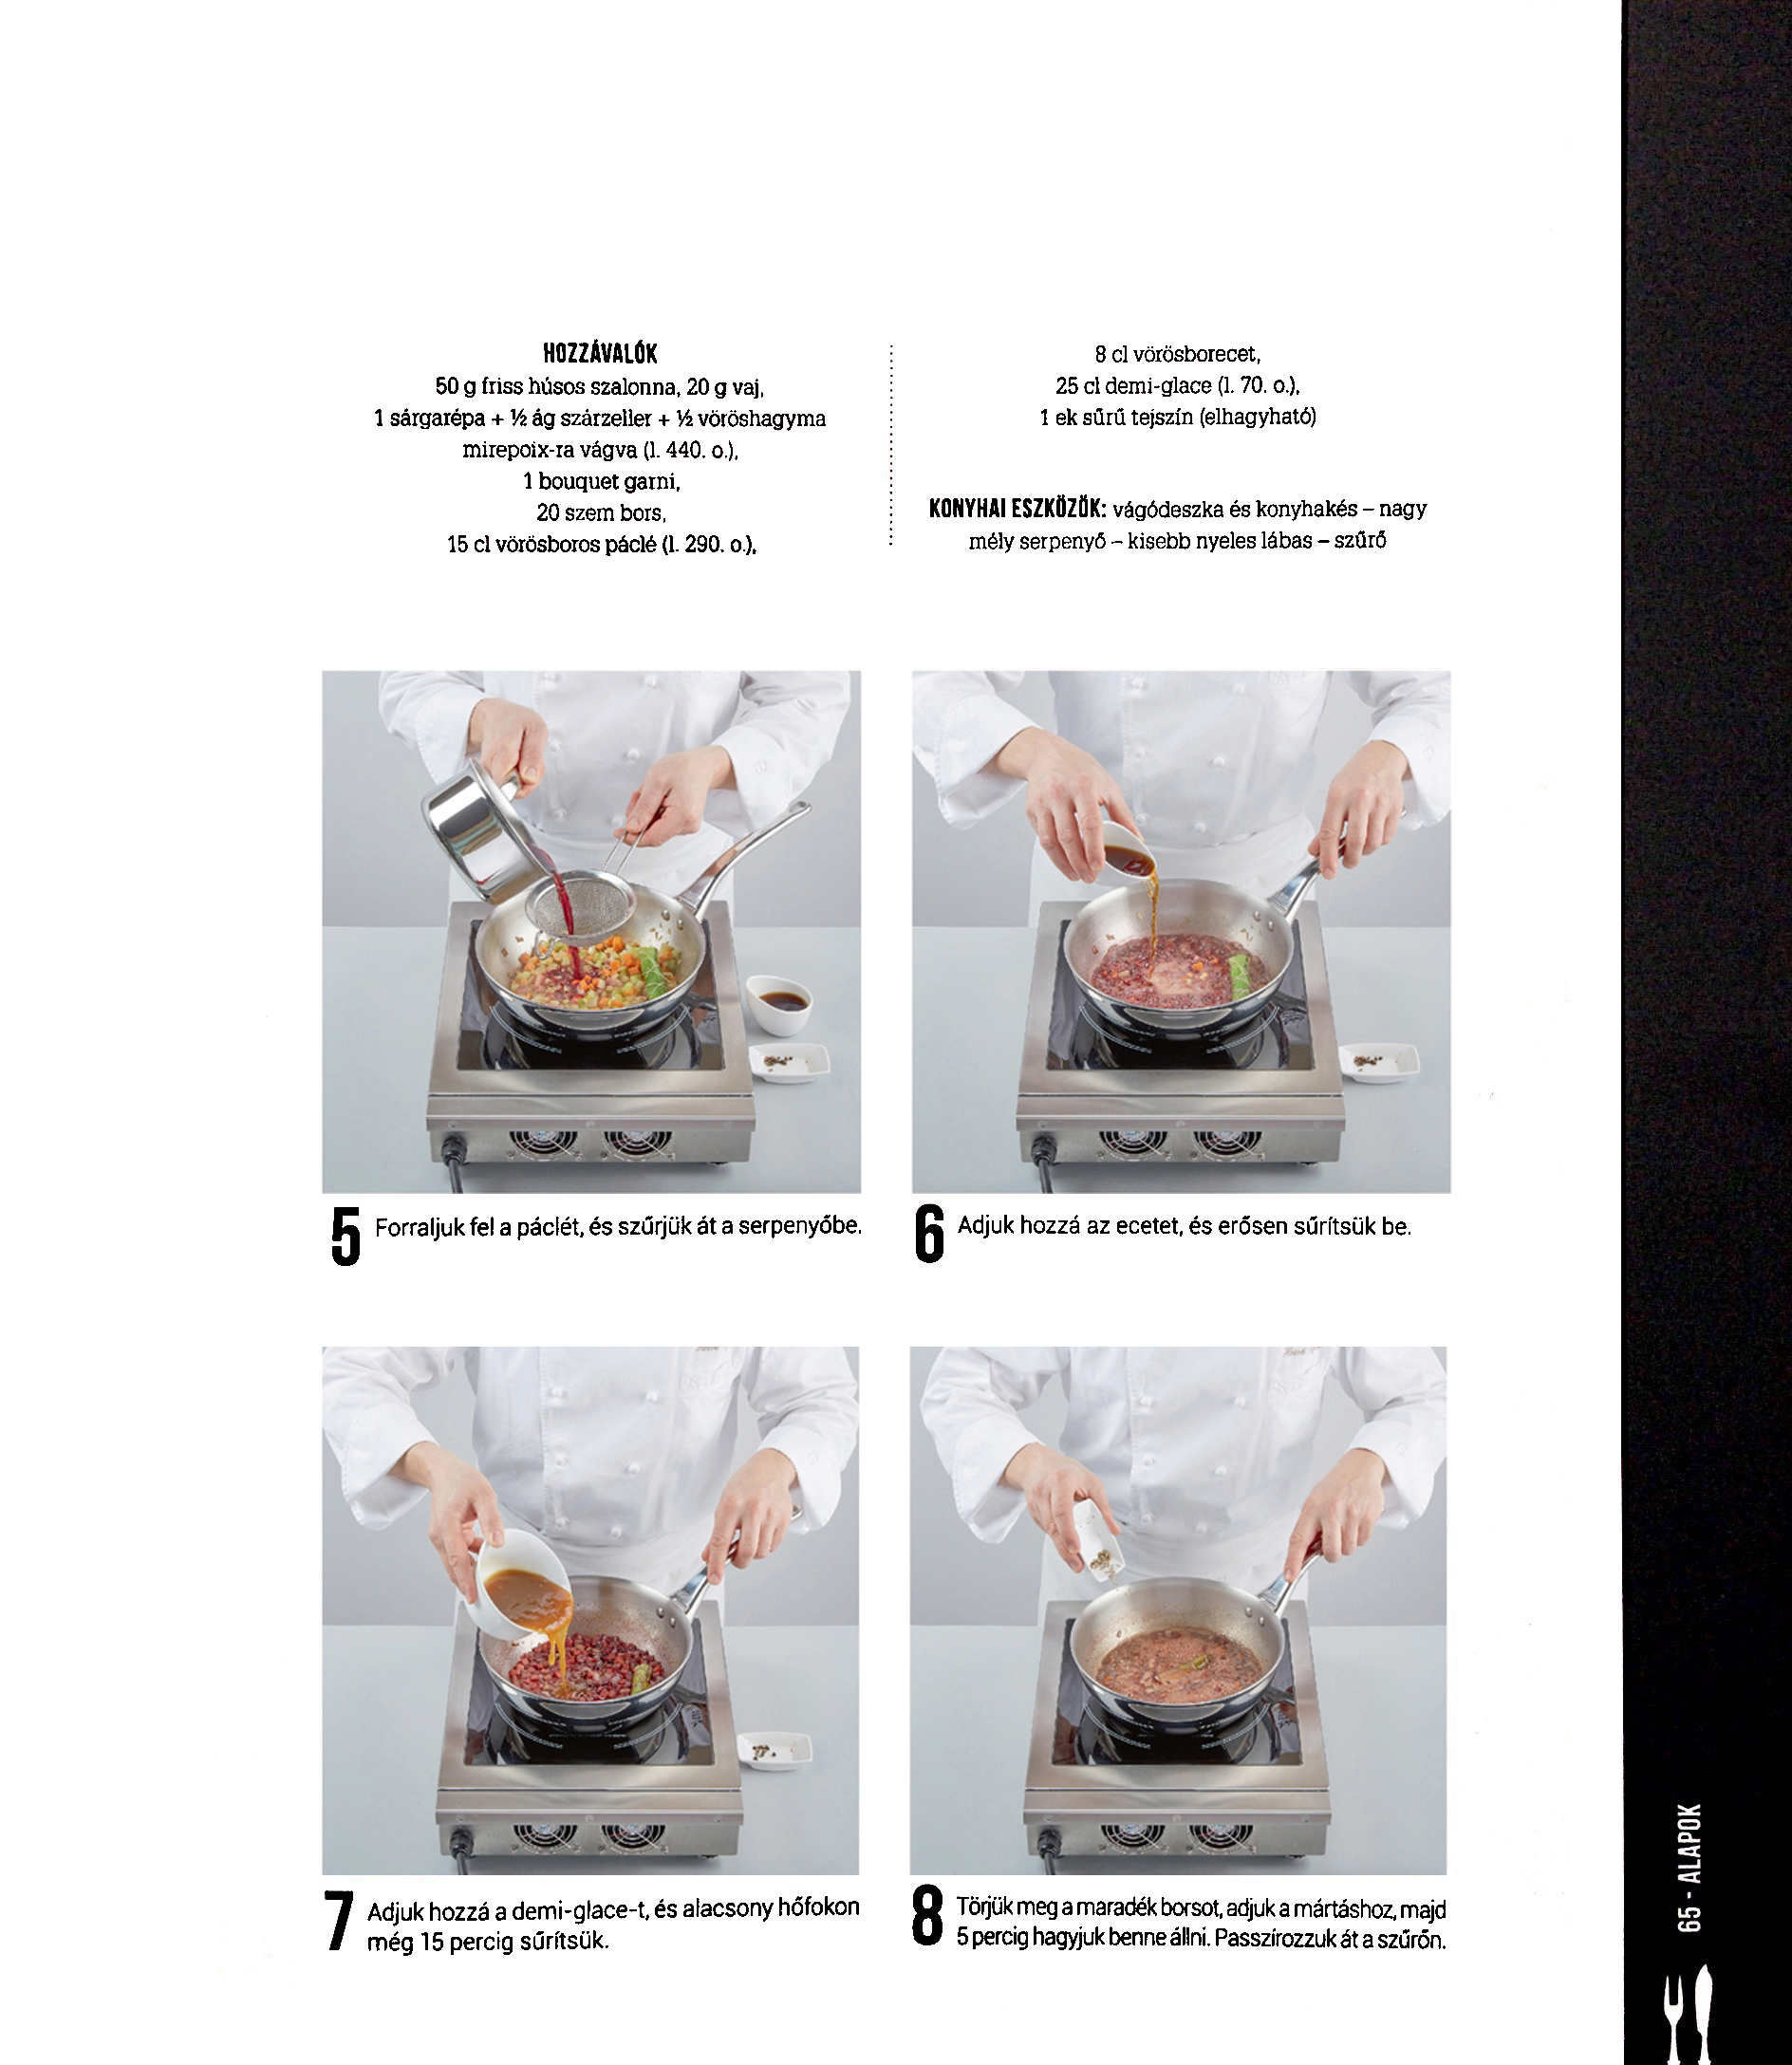 HOZZÁVALÓK
50 g friss húsos szalonna, 20 g vaj,
1 sárgarépa + ½ ág szárzeller + ½ vöröshagyma
mirepoix-ra vágva (l. 440. o.),
1 bouquet garni,
20 szem bors,
15 cl vörösboros páclé (l. 290. o.),
8 cl vörösborecet,
25 cl demi-glace (l. 70. o.),
1 ek sűrű tejszín (elhagyható)
KONYHAI ESZKÖZÖK: vágódeszka és konyhakés – nagy
mély serpenyő – kisebb nyeles lábas – szűrő
5 Forraljuk fel a páclét, és szűrjük át a serpenyőbe.
6 Adjuk hozzá az ecetet, és erősen sűrítsük be.
7 Adjuk hozzá a demi-glace-t, és alacsony hőfokon
még 15 percig sűrítsük.
8 Törjük meg a maradék borsot, adjuk a mártáshoz, majd
5 percig hagyjuk benne állni. Passzírozzuk át a szűrőn.
65 - ALAPOK